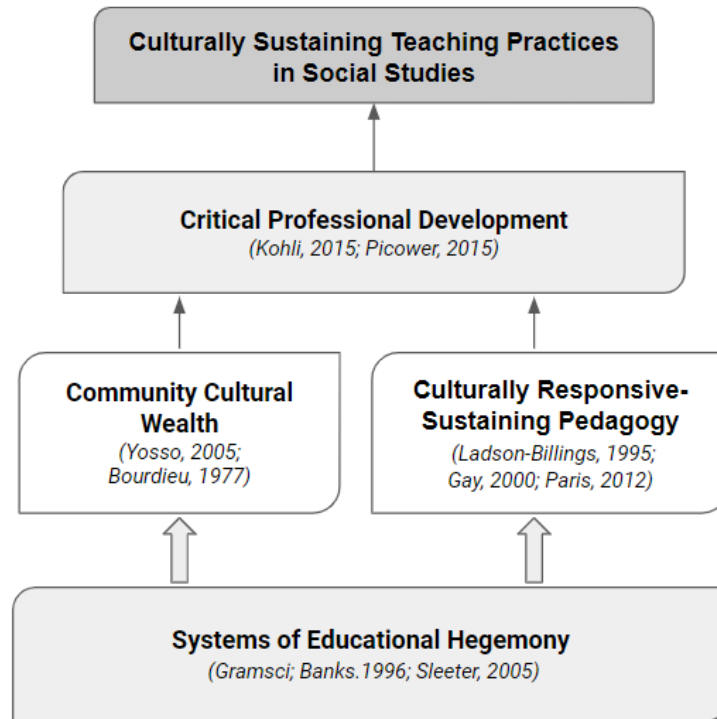 Culturally Sustaining Teaching Practices
in Social Studies
Critical Professional Development
(Kohli, 2015; Picower, 2015)
Community Cultural
Wealth
(Yosso, 2005;
Bourdieu, 1977)
Culturally Responsive-
Sustaining Pedagogy
(Ladson-Billings, 1995;
Gay, 2000; Paris, 2012)
Systems of Educational Hegemony
(Gramsci; Banks.1996; Sleeter, 2005)